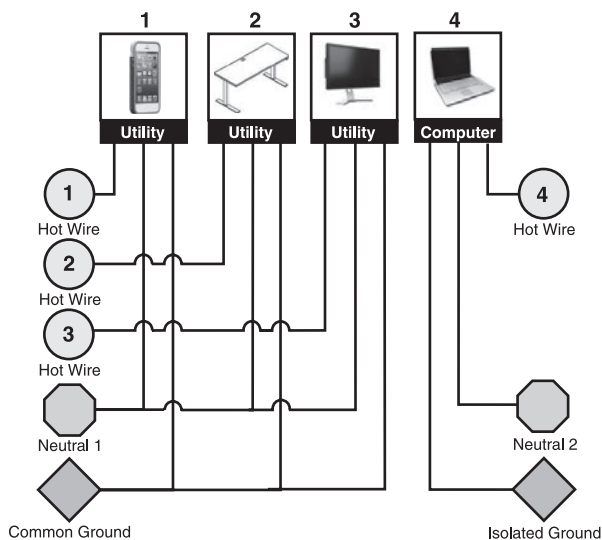 1 2 3 4
Utility Utility Utility Computer
1 4
Hot Wire Hot Wire
2
Hot Wire
3
Hot Wire
Neutral 1 Neutral 2
Common Ground Isolated Ground